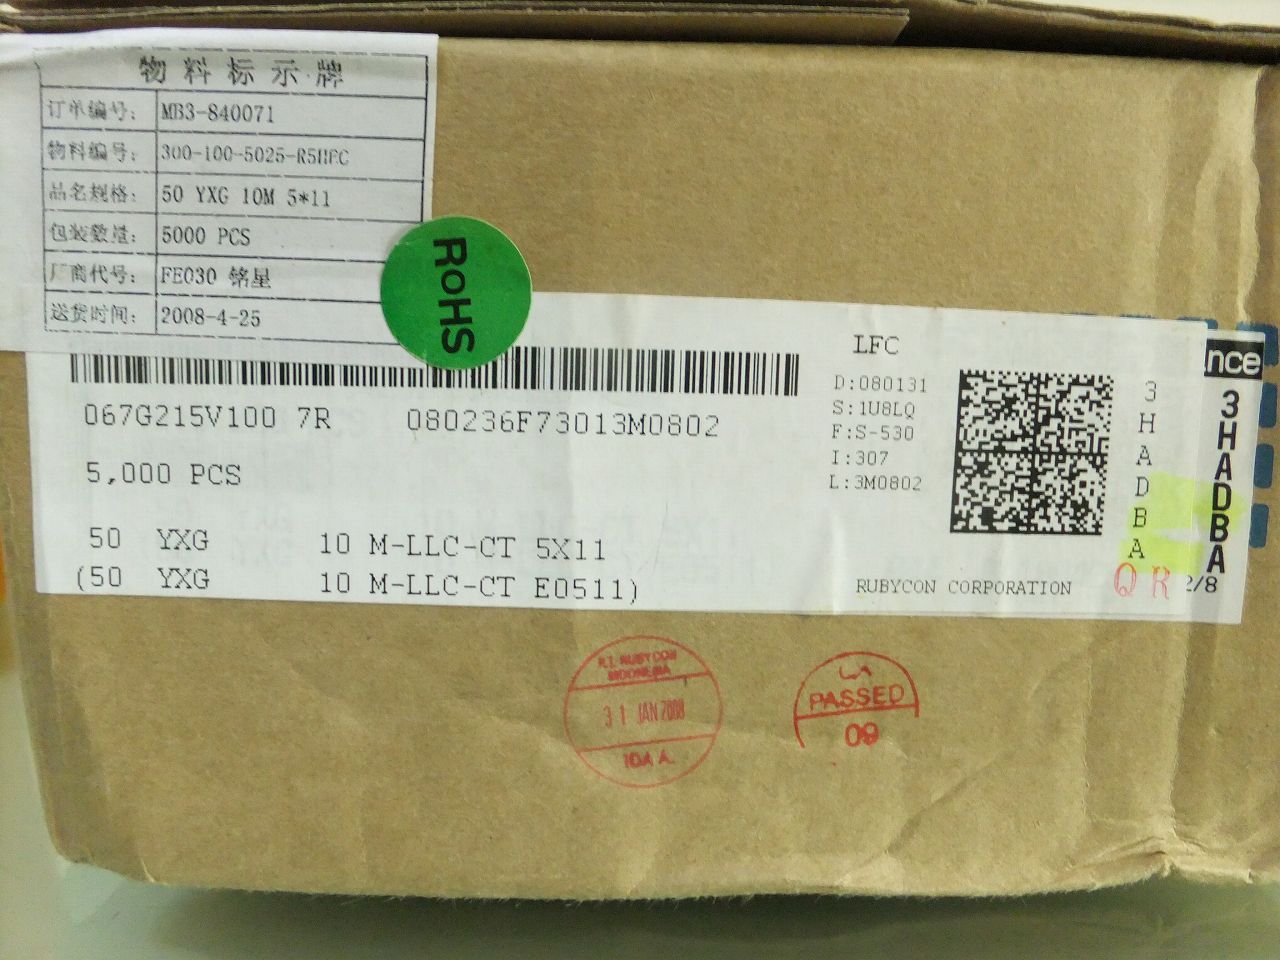 物料标示牌
订单编号: MB3-840071
物料编号: 300-100-5025-R5HFC
品名规格: 50 YXG 10M 5*11
包装数量: 5000 PCS
厂商代号: FE030 铭星
送货时间: 2008-4-25
RoHS
067G215V100 7R 080236F73013M0802
5,000 PCS
50 YXG 10 M-LLC-CT 5X11
(50 YXG 10 M-LLC-CT E0511)
LFC
D:080131
S:1U8LQ
F:S-530
I:307
L:3M0802
RUBYCON CORPORATION
3HADBA
QR
2/8
nce
3HADBA
P.T. RUBYCON
INDONESIA
31 JAN 2008
IDA A.
PASSED
09